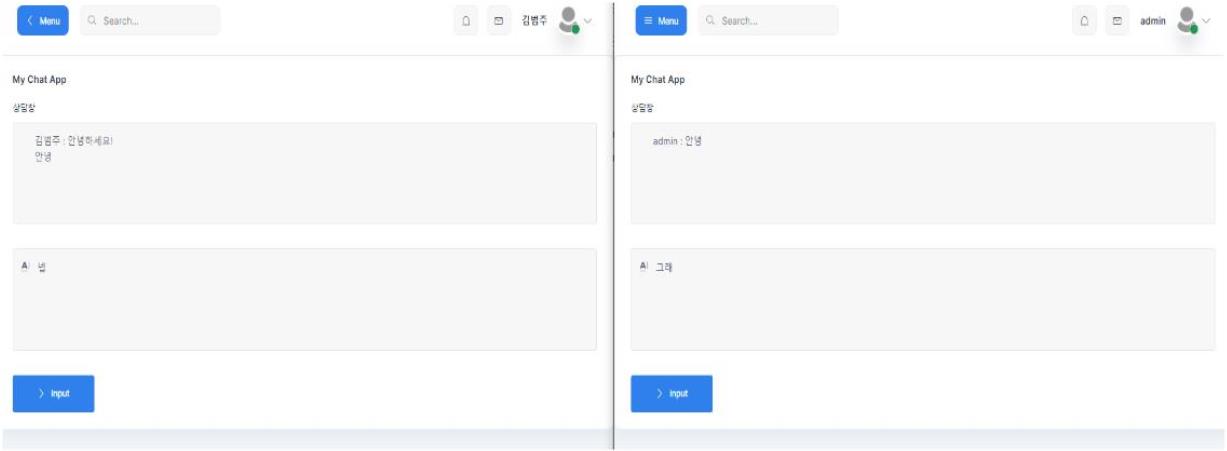 Menu
Search...
김범주
My Chat App
상담창
김범주 : 안녕하세요!
안녕
A 넵
Input
Menu
Search...
admin
My Chat App
상담창
admin : 안녕
A 그래
Input